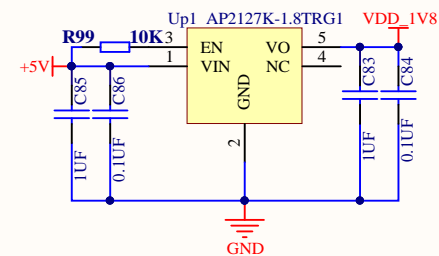 Up1 AP2127K-1.8TRG1
VDD_1V8
R99 10K
3 EN VO 5
+5V
1 VIN NC 4
GND
2
C85
C86
C83
C84
1UF
0.1UF
1UF
0.1UF
GND